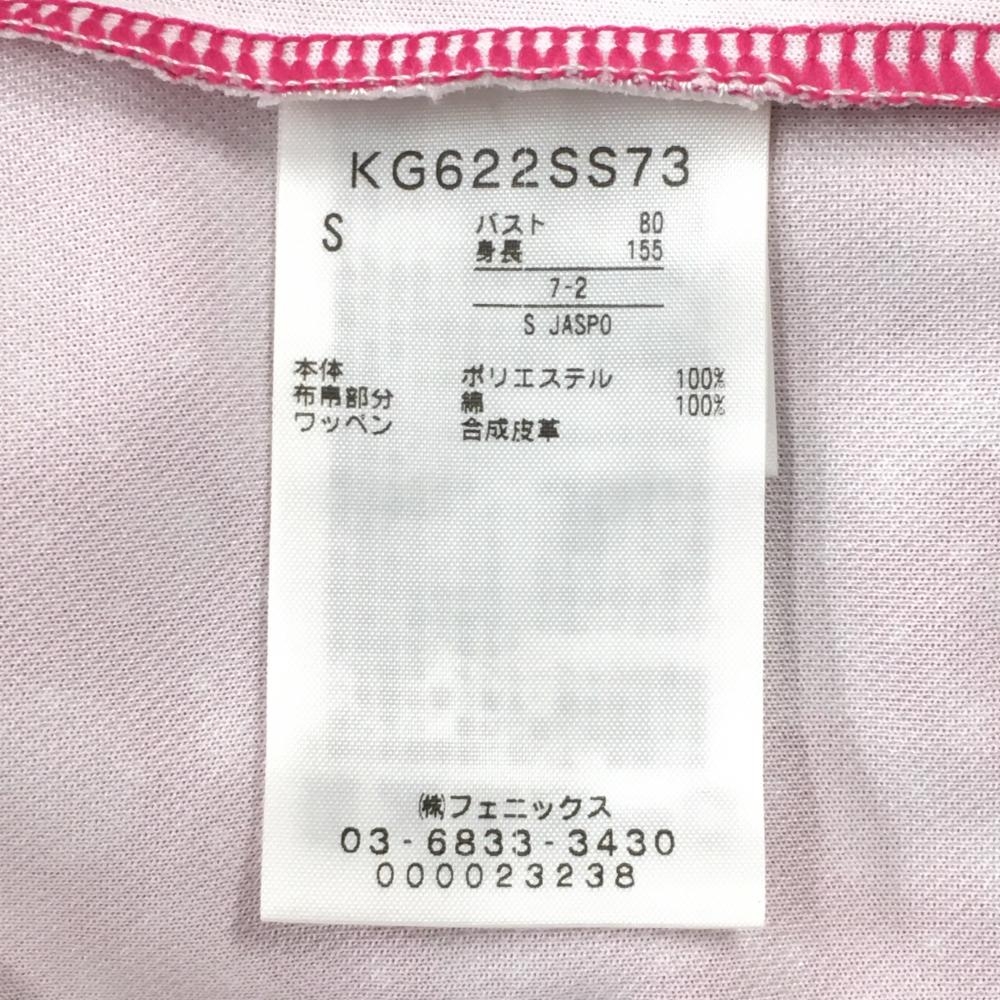 KG622SS73
S バスト 80
身長 155
7-2
S JASPO
本体 ポリエステル 100%
布帛部分 綿 100%
ワッペン 合成皮革
㈱フェニックス
03-6833-3430
000023238